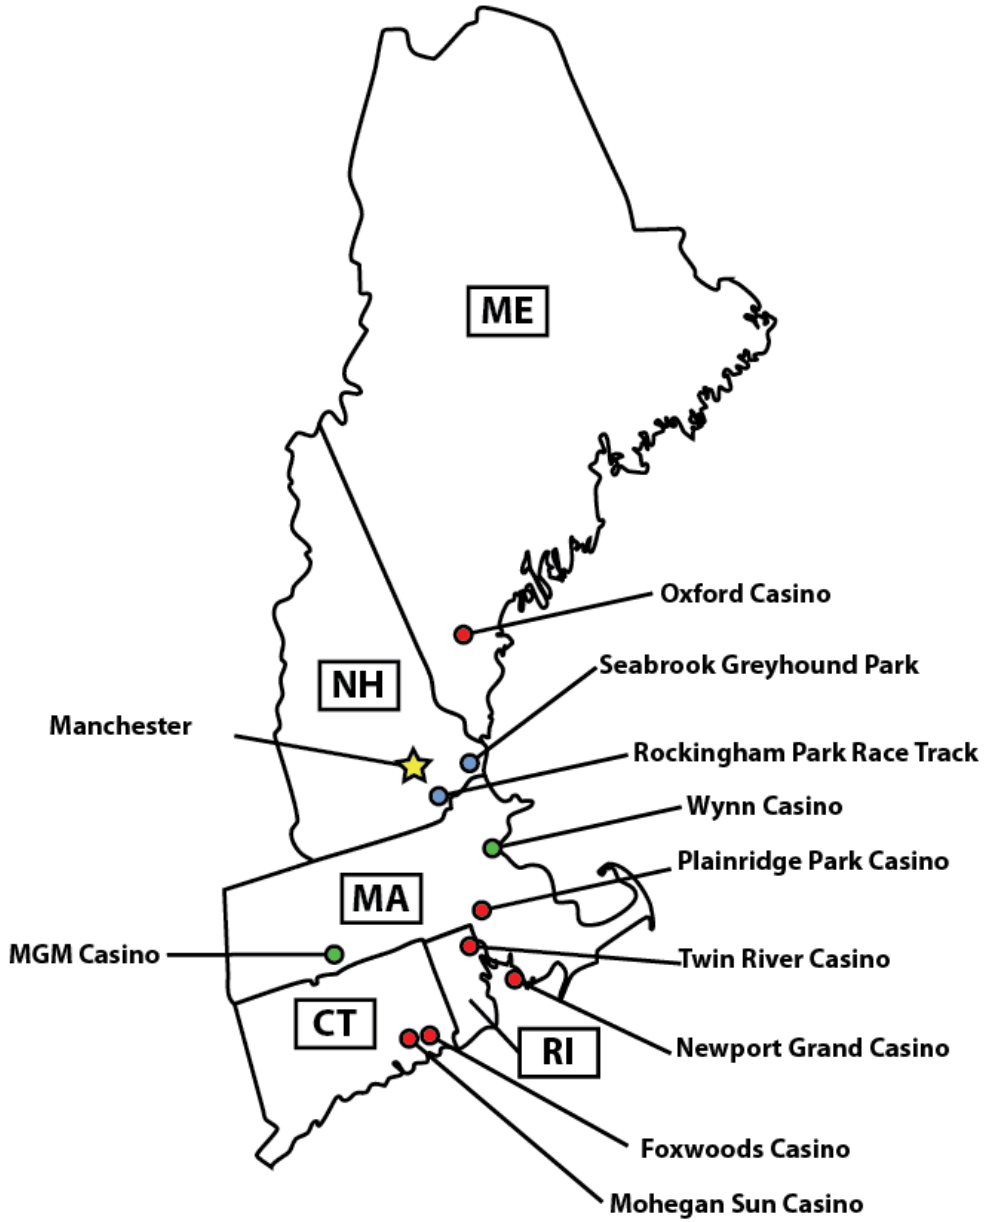 ME
Oxford Casino
Seabrook Greyhound Park
NH
Manchester
Rockingham Park Race Track
Wynn Casino
Plainridge Park Casino
MA
MGM Casino
Twin River Casino
CT
RI
Newport Grand Casino
Foxwoods Casino
Mohegan Sun Casino